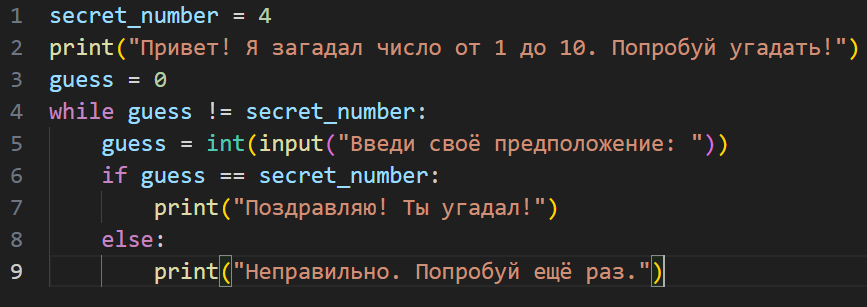 1 secret_number = 4
2 print("Привет! Я загадал число от 1 до 10. Попробуй угадать!")
3 guess = 0
4 while guess != secret_number:
5     guess = int(input("Введи своё предположение: "))
6     if guess == secret_number:
7         print("Поздравляю! Ты угадал!")
8     else:
9         print("Неправильно. Попробуй ещё раз.")